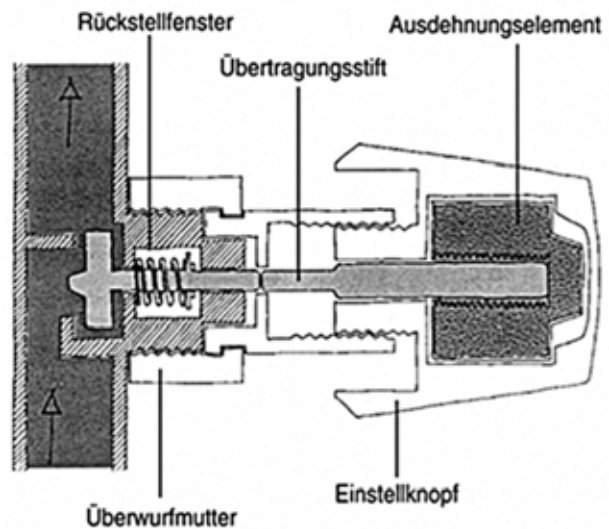 Rückstellfenster
Ausdehnungselement
Übertragungsstift
Einstellknopf
Überwurfmutter